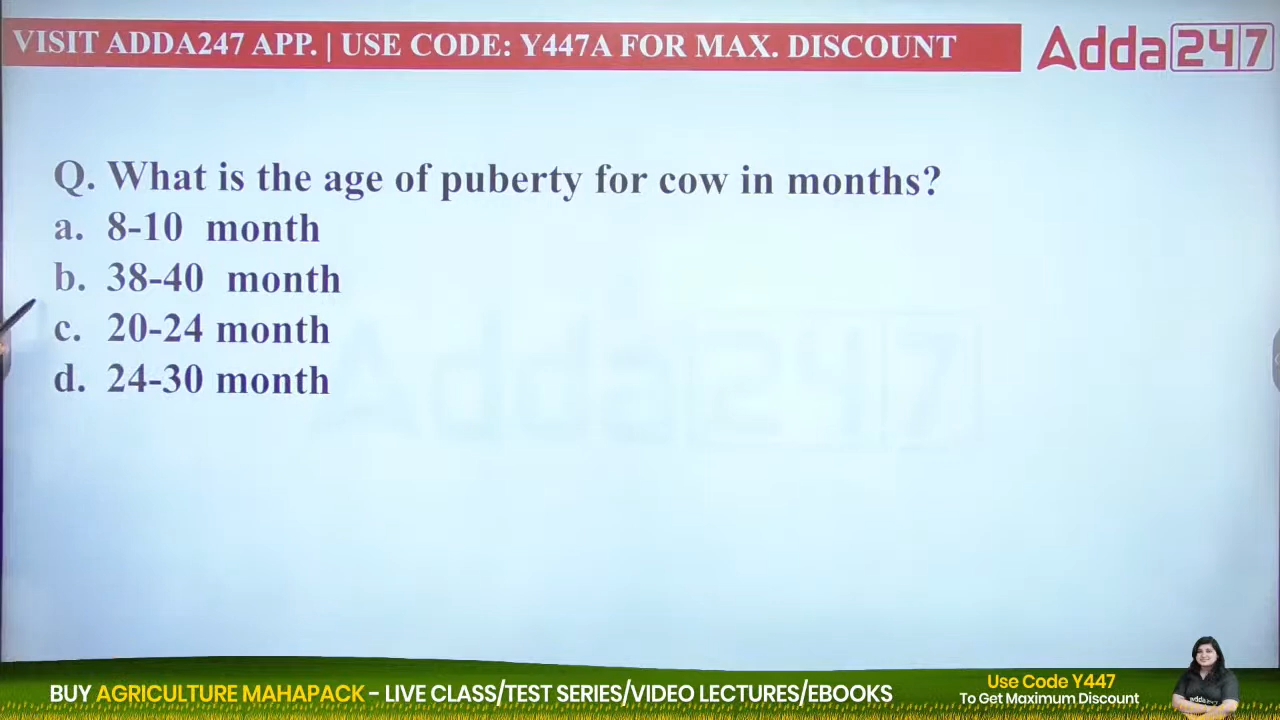 VISIT ADDA247 APP. | USE CODE: Y447A FOR MAX. DISCOUNT
Adda247
Q. What is the age of puberty for cow in months?
a. 8-10 month
b. 38-40 month
c. 20-24 month
d. 24-30 month
Adda247
BUY AGRICULTURE MAHAPACK - LIVE CLASS/TEST SERIES/VIDEO LECTURES/EBOOKS
Use Code Y447
To Get Maximum Discount
adda247